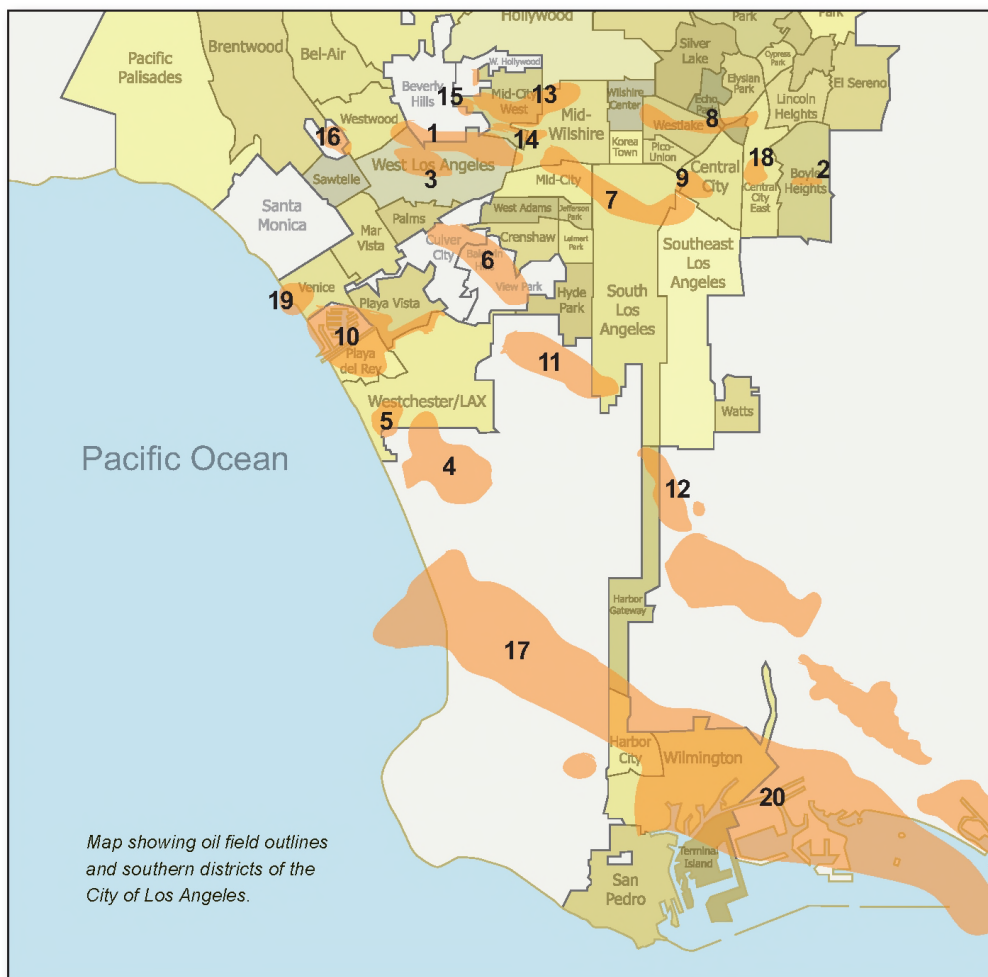 Hollywood
Park
Park
Pacific
Palisades
Brentwood
Bel-Air
Silver
Lake
Cypress
Park
W. Hollywood
Beverly
Hills
15
Mid-City
West
13
Wilshire
Center
Elysian
Park
El Sereno
Echo
Lincoln
Heights
Westwood
16
1
14
Mid-
Wilshire
Westlake
8
Korea
Town
Pico-
Union
18
West Los Angeles
3
Sawtelle
Mid-City
7
9
Central
City
Central
City
East
Boyle
Heights
2
Santa
Monica
Palms
West Adams
Jefferson
Park
Mar
Vista
Culver
City
6
Crenshaw
Leimert
Park
Southeast
Los
Angeles
View Park
Hyde
Park
South
Los
Angeles
19
Venice
Playa Vista
10
Playa
del Rey
11
Westchester/LAX
5
Watts
Pacific Ocean
4
12
Harbor
Gateway
17
Harbor
City
Wilmington
20
Map showing oil field outlines
and southern districts of the
City of Los Angeles.
Terminal
Island
San
Pedro